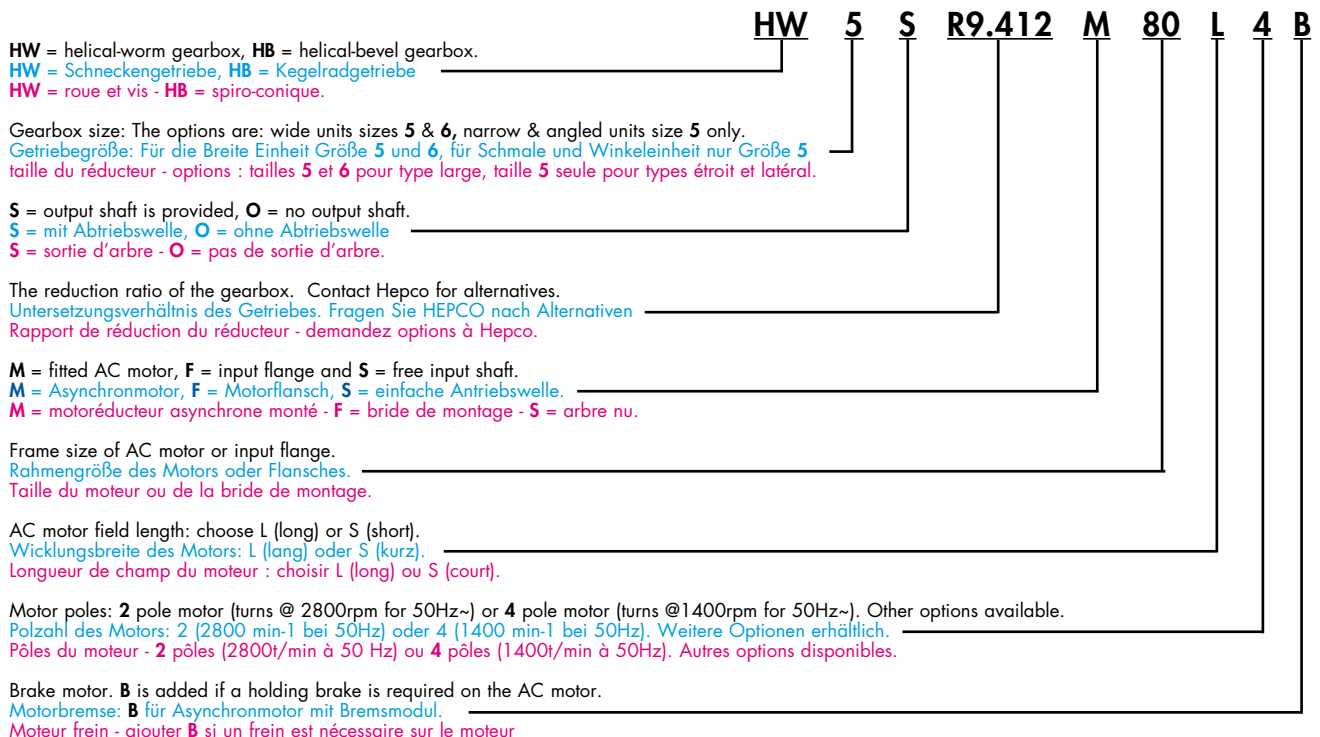 HW 5 S R9.412 M 80 L 4 B
HW = helical-worm gearbox, HB = helical-bevel gearbox.
HW = Schneckengetriebe, HB = Kegelradgetriebe
HW = roue et vis - HB = spiro-conique.
Gearbox size: The options are: wide units sizes 5 & 6, narrow & angled units size 5 only.
Getriebegröße: Für die Breite Einheit Größe 5 und 6, für Schmale und Winkeleinheit nur Größe 5
taille du réducteur - options : tailles 5 et 6 pour type large, taille 5 seule pour types étroit et latéral.
S = output shaft is provided, O = no output shaft.
S = mit Abtriebswelle, O = ohne Abtriebswelle
S = sortie d'arbre - O = pas de sortie d'arbre.
The reduction ratio of the gearbox. Contact Hepco for alternatives.
Untersetzungsverhältnis des Getriebes. Fragen Sie HEPCO nach Alternativen
Rapport de réduction du réducteur - demandez options à Hepco.
M = fitted AC motor, F = input flange and S = free input shaft.
M = Asynchronmotor, F = Motorflansch, S = einfache Antriebswelle.
M = motoréducteur asynchrone monté - F = bride de montage - S = arbre nu.
Frame size of AC motor or input flange.
Rahmengröße des Motors oder Flansches.
Taille du moteur ou de la bride de montage.
AC motor field length: choose L (long) or S (short).
Wicklungsbreite des Motors: L (lang) oder S (kurz).
Longueur de champ du moteur : choisir L (long) ou S (court).
Motor poles: 2 pole motor (turns @ 2800rpm for 50Hz~) or 4 pole motor (turns @1400rpm for 50Hz~). Other options available.
Polzahl des Motors: 2 (2800 min-1 bei 50Hz) oder 4 (1400 min-1 bei 50Hz). Weitere Optionen erhältlich.
Pôles du moteur - 2 pôles (2800t/min à 50 Hz) ou 4 pôles (1400t/min à 50Hz). Autres options disponibles.
Brake motor. B is added if a holding brake is required on the AC motor.
Motorbremse: B für Asynchronmotor mit Bremsmodul.
Moteur frein - ajouter B si un frein est nécessaire sur le moteur